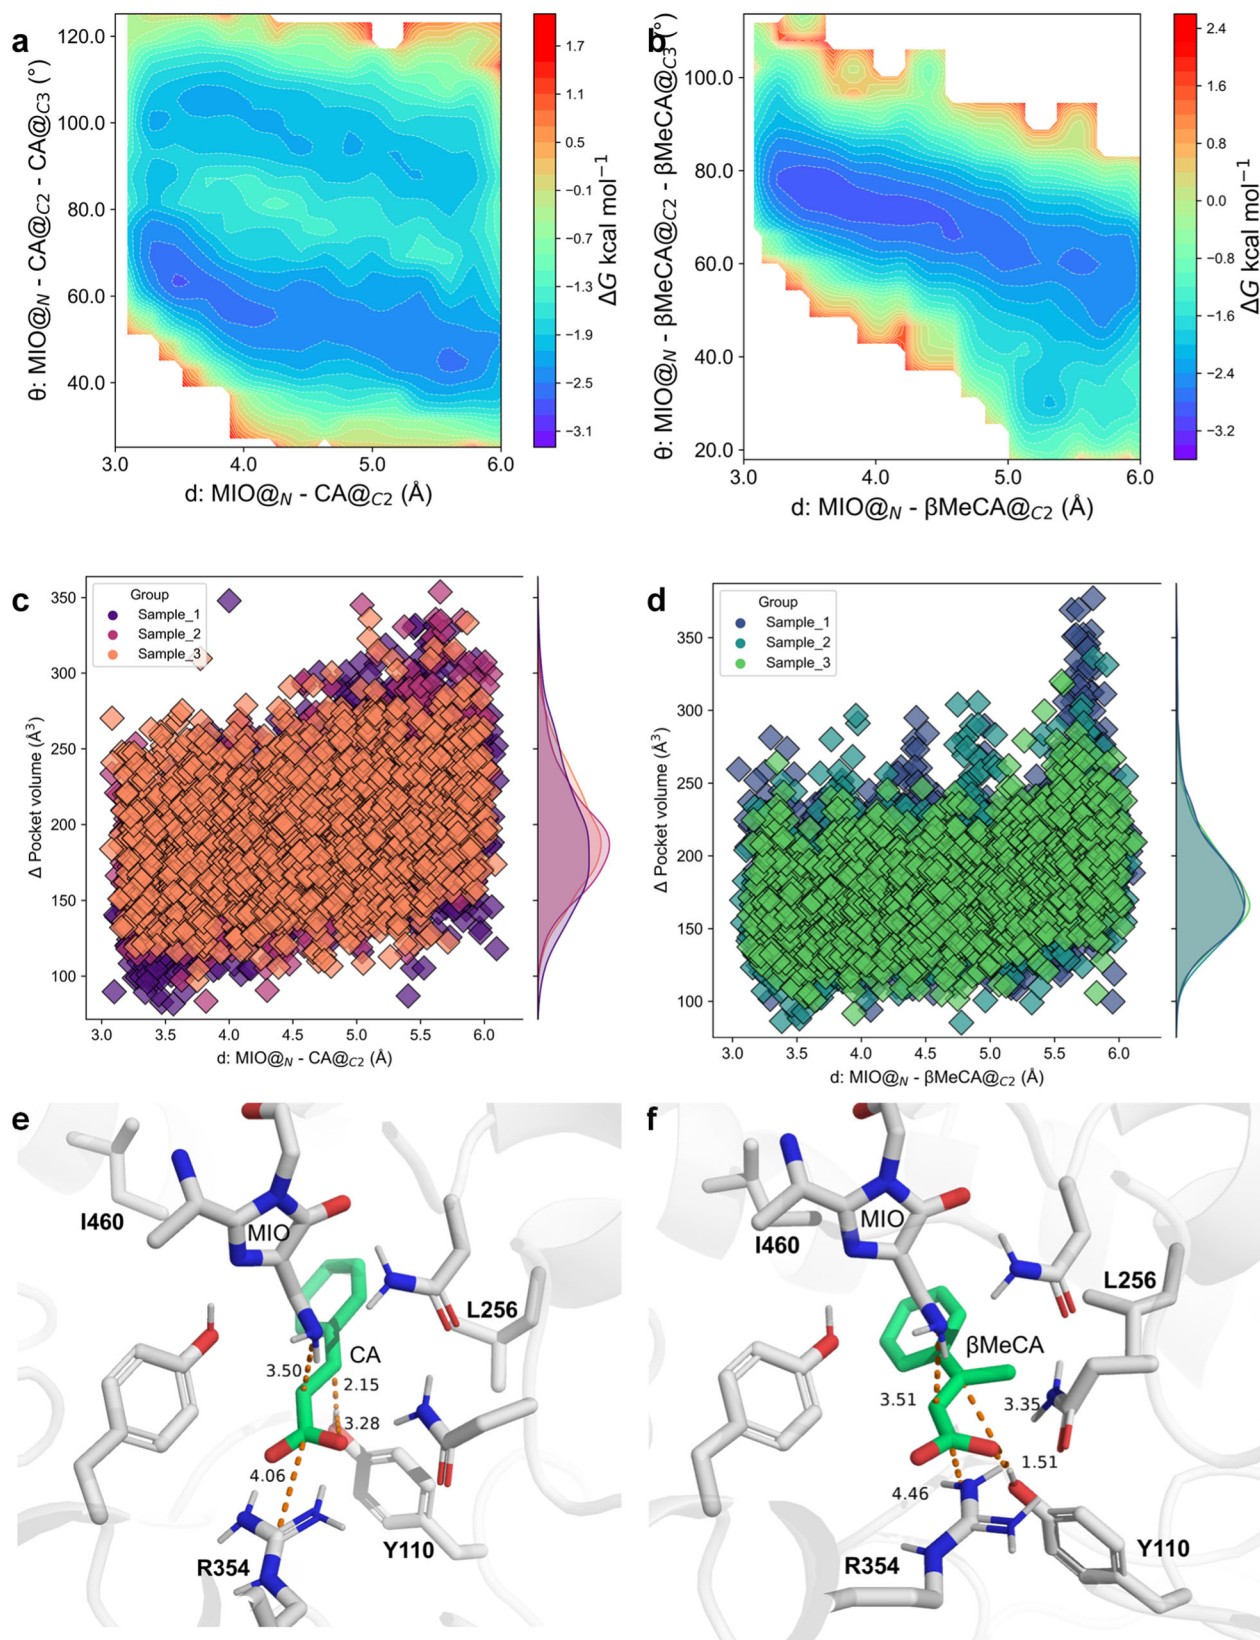 a
θ: MIO@N - CA@C2 - CA@C3 (°)
120.0
100.0
80.0
60.0
40.0
3.0 4.0 5.0 6.0
d: MIO@N - CA@C2 (Å)
1.7
1.1
0.5
−0.1
−0.7
−1.3
−1.9
−2.5
−3.1
ΔG kcal mol−1
b
θ: MIO@N - βMeCA@C2 - βMeCA@C3 (°)
100.0
80.0
60.0
40.0
20.0
3.0 4.0 5.0 6.0
d: MIO@N - βMeCA@C2 (Å)
2.4
1.6
0.8
0.0
−0.8
−1.6
−2.4
−3.2
ΔG kcal mol−1
c
Δ Pocket volume (Å3)
350
300
250
200
150
100
Group
Sample_1
Sample_2
Sample_3
3.0 3.5 4.0 4.5 5.0 5.5 6.0
d: MIO@N - CA@C2 (Å)
d
Δ Pocket volume (Å3)
350
300
250
200
150
100
Group
Sample_1
Sample_2
Sample_3
3.0 3.5 4.0 4.5 5.0 5.5 6.0
d: MIO@N - βMeCA@C2 (Å)
e
I460
MIO
L256
CA
3.50
2.15
3.28
4.06
Y110
R354
f
MIO
I460
L256
βMeCA
3.51
3.35
1.51
4.46
Y110
R354